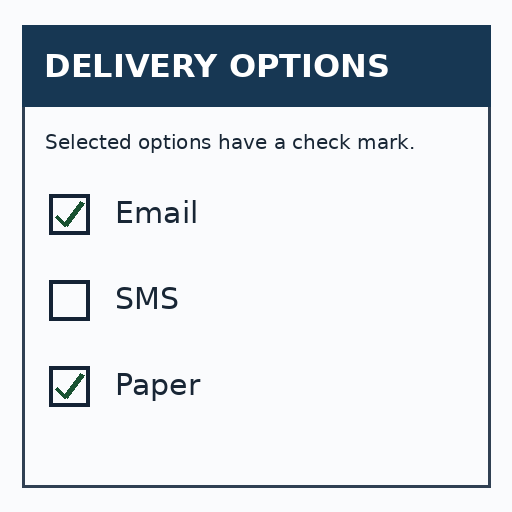 DELIVERY OPTIONS
Selected options have a check mark.
Email
SMS
Paper